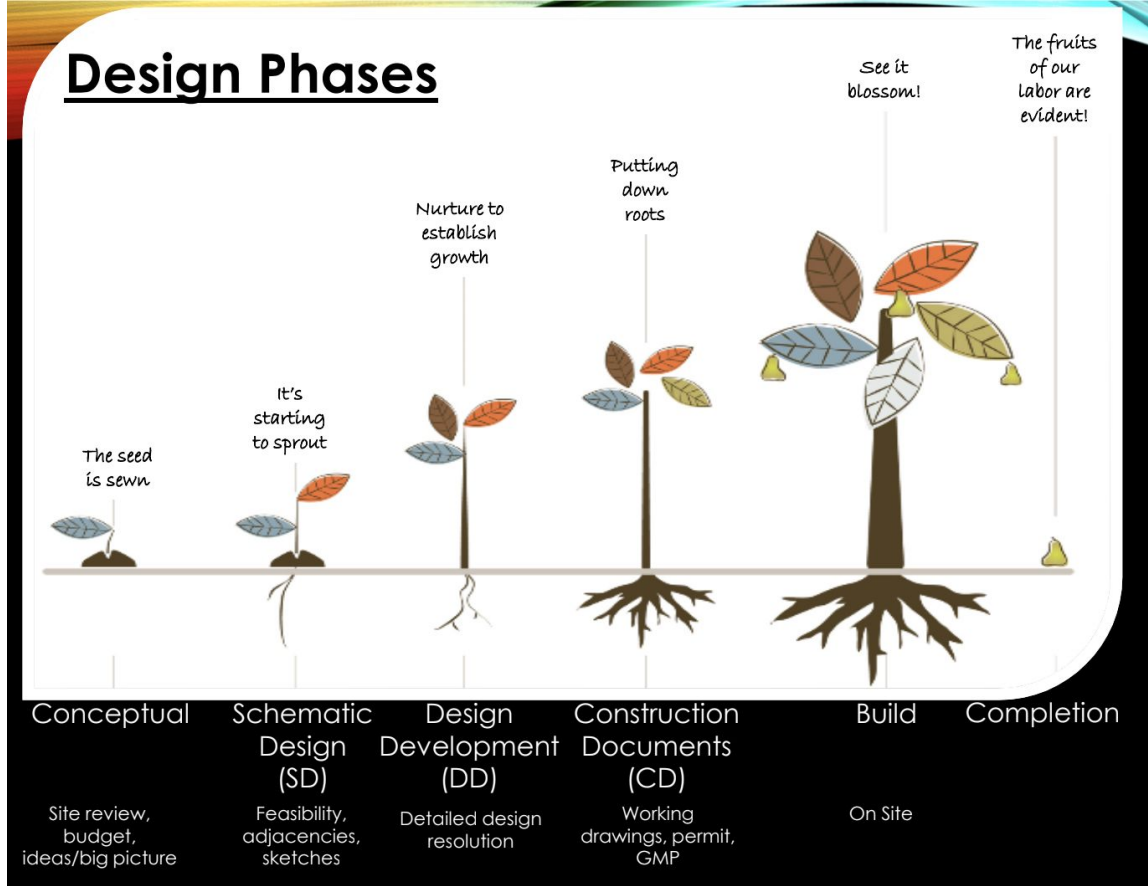 Design Phases
The seed
is sewn
It's
starting
to sprout
Nurture to
establish
growth
Putting
down
roots
See it
blossom!
The fruits
of our
labor are
evident!
Conceptual
Site review,
budget,
ideas/big picture
Schematic
Design
(SD)
Feasibility,
adjacencies,
sketches
Design
Development
(DD)
Detailed design
resolution
Construction
Documents
(CD)
Working
drawings, permit,
GMP
Build
On Site
Completion